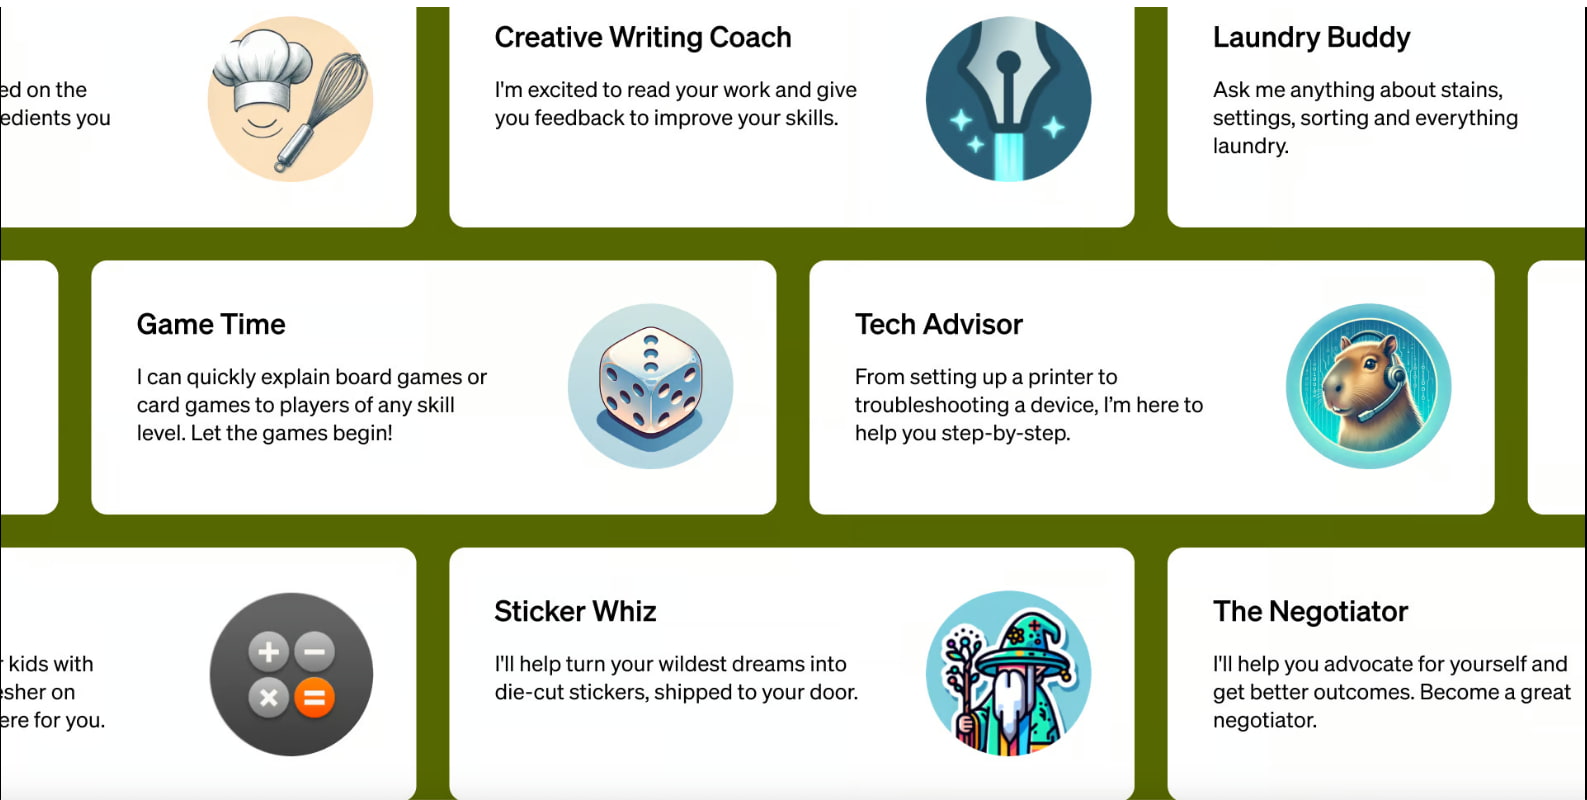 ed on the
edients you
Creative Writing Coach
I'm excited to read your work and give
you feedback to improve your skills.
Laundry Buddy
Ask me anything about stains,
settings, sorting and everything
laundry.
Game Time
I can quickly explain board games or
card games to players of any skill
level. Let the games begin!
Tech Advisor
From setting up a printer to
troubleshooting a device, I’m here to
help you step-by-step.
kids with
esher on
ere for you.
Sticker Whiz
I'll help turn your wildest dreams into
die-cut stickers, shipped to your door.
The Negotiator
I'll help you advocate for yourself and
get better outcomes. Become a great
negotiator.